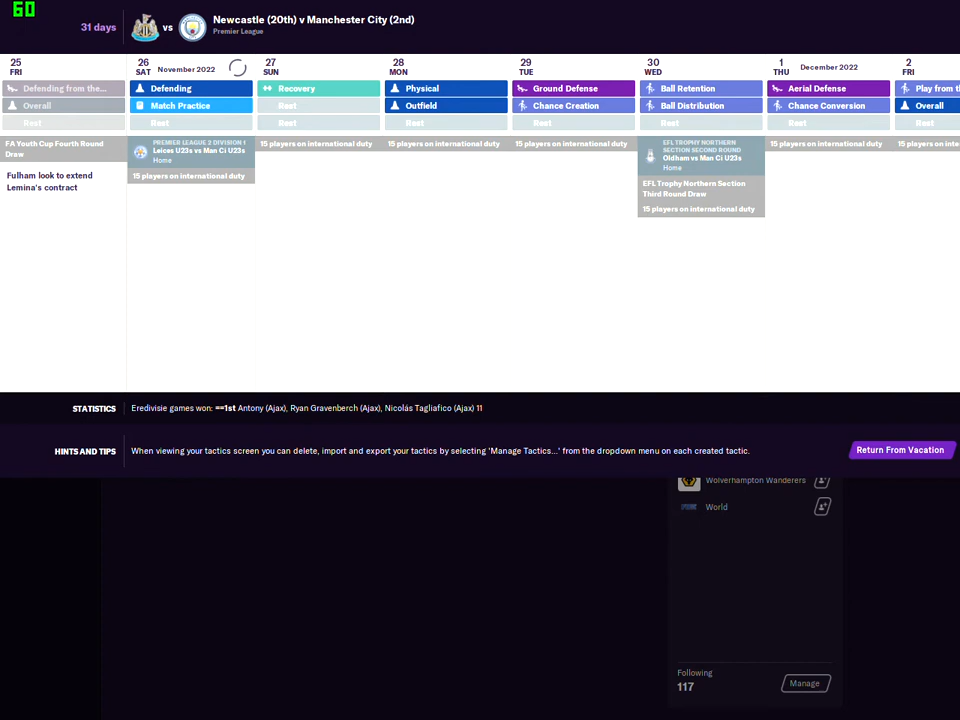 60
31 days
vs
Newcastle (20th) v Manchester City (2nd)
Premier League
25
FRI
26
SAT
November 2022
27
SUN
28
MON
29
TUE
30
WED
1
THU
December 2022
2
FRI
Defending from the...
Defending
Recovery
Physical
Ground Defense
Ball Retention
Aerial Defense
Play from th
Overall
Match Practice
Rest
Outfield
Chance Creation
Ball Distribution
Chance Conversion
Overall
Rest
Rest
Rest
Rest
Rest
Rest
Rest
Rest
FA Youth Cup Fourth Round
Draw
Fulham look to extend
Lemina's contract
PREMIER LEAGUE 2 DIVISION 1
Leices U23s vs Man Ci U23s
Home
15 players on international duty
15 players on international duty
15 players on international duty
15 players on international duty
EFL TROPHY NORTHERN
SECTION SECOND ROUND
Oldham vs Man Ci U23s
Home
EFL Trophy Northern Section
Third Round Draw
15 players on international duty
15 players on international duty
15 players on inte
STATISTICS
Eredivisie games won: ==1st Antony (Ajax), Ryan Gravenberch (Ajax), Nicolás Tagliafico (Ajax) 11
HINTS AND TIPS
When viewing your tactics screen you can delete, import and export your tactics by selecting 'Manage Tactics...' from the dropdown menu on each created tactic.
Return From Vacation
Wolverhampton Wanderers
World
Following
117
Manage